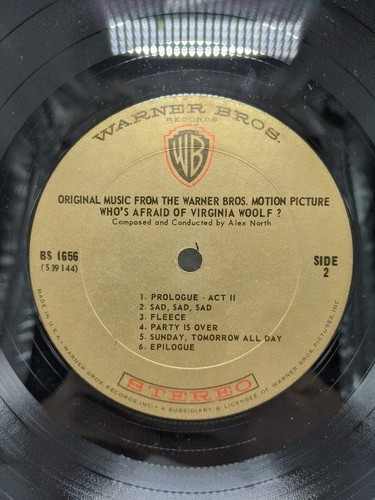 WARNER BROS.
RECORDS
WB
ORIGINAL MUSIC FROM THE WARNER BROS. MOTION PICTURE
WHO'S AFRAID OF VIRGINIA WOOLF ?
Composed and Conducted by Alex North
BS 1656
(S39144)
SIDE
2
1. PROLOGUE - ACT II
2. SAD, SAD, SAD
3. FLEECE
4. PARTY IS OVER
5. SUNDAY, TOMORROW ALL DAY
6. EPILOGUE
STEREO
MADE IN U.S.A. WARNER BROS. RECORDS INC. • A SUBSIDIARY & LICENSEE OF WARNER BROS. PICTURES, INC.